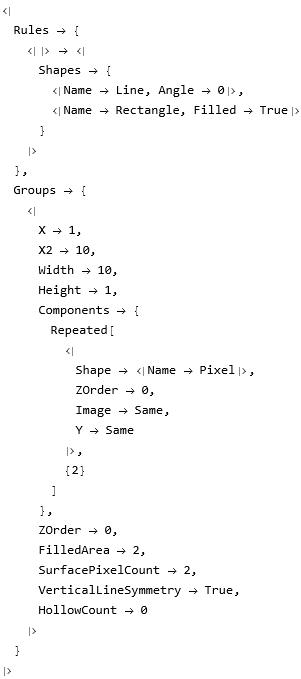 <|
Rules → {
<| |> → <|
Shapes → {
<|Name → Line, Angle → 0|>,
<|Name → Rectangle, Filled → True|>
}
|>
},
Groups → {
<|
X → 1,
X2 → 10,
Width → 10,
Height → 1,
Components → {
Repeated[
<|
Shape → <|Name → Pixel|>,
ZOrder → 0,
Image → Same,
Y → Same
|>,
{2}
]
},
ZOrder → 0,
FilledArea → 2,
SurfacePixelCount → 2,
VerticalLineSymmetry → True,
HollowCount → 0
|>
}
|>